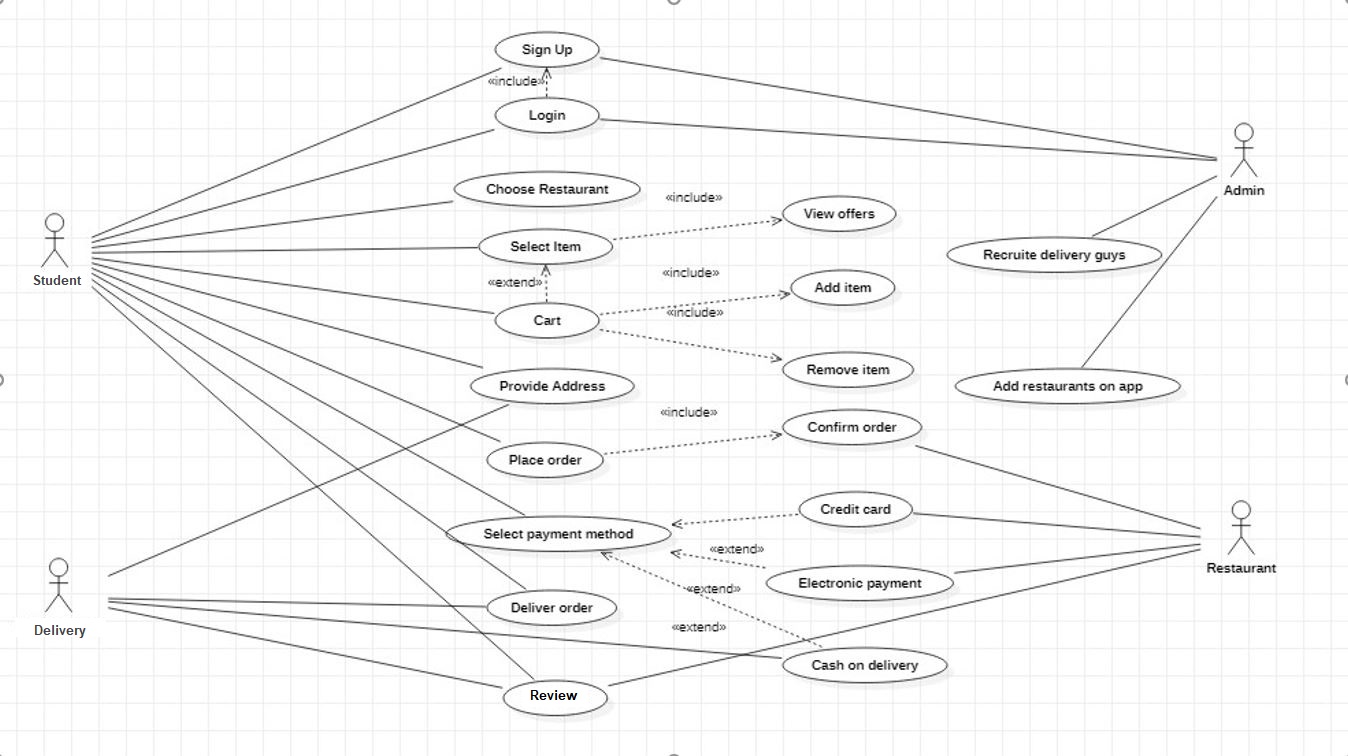 Sign Up
«include»
Login
Admin
Choose Restaurant
«include»
View offers
Select Item
Recruite delivery guys
Student
«extend»
«include»
Add item
Cart
«include»
Remove item
Provide Address
Add restaurants on app
«include»
Confirm order
Place order
Credit card
Select payment method
«extend»
Restaurant
Electronic payment
«extend»
Deliver order
Delivery
«extend»
Cash on delivery
Review